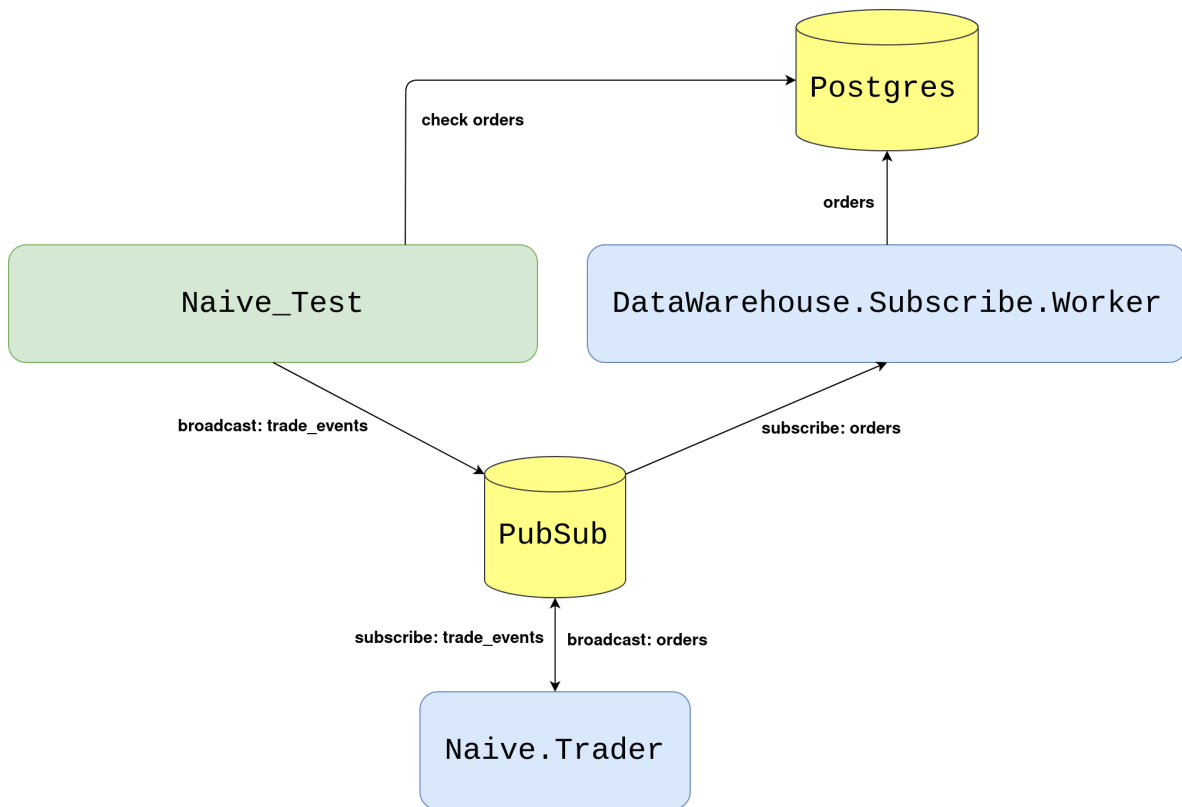 Postgres
check orders
orders
Naive_Test
DataWarehouse.Subscribe.Worker
broadcast: trade_events
subscribe: orders
PubSub
subscribe: trade_events
broadcast: orders
Naive.Trader